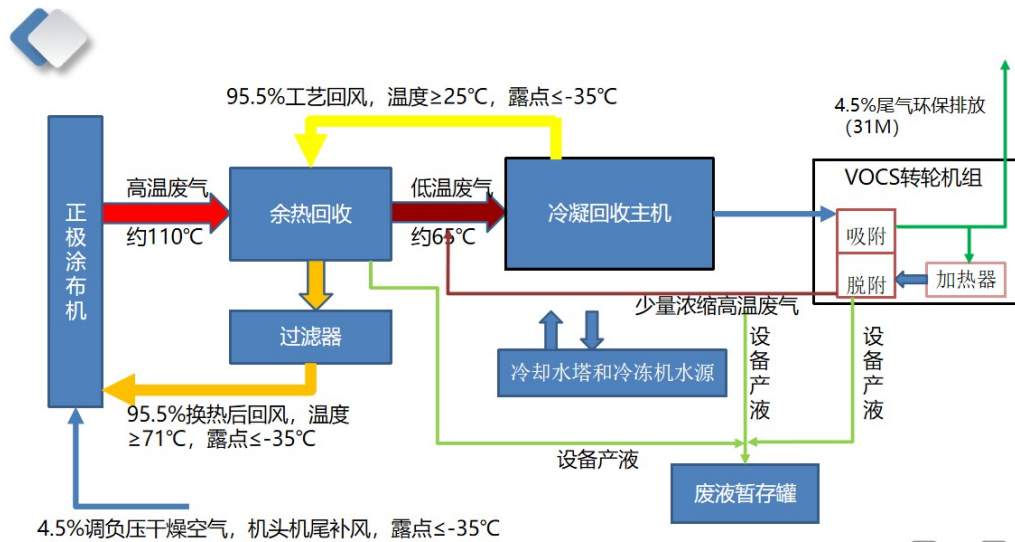 95.5%工艺回风，温度≥25℃，露点≤-35℃
4.5%尾气环保排放
（31M）
正极涂布机
高温废气
约110℃
余热回收
低温废气
约65℃
冷凝回收主机
VOCS转轮机组
吸附
脱附
加热器
少量浓缩高温废气
过滤器
冷却水塔和冷冻机水源
设备产液
设备产液
95.5%换热后回风，温度
≥71℃，露点≤-35℃
设备产液
废液暂存罐
4.5%调负压干燥空气，机头机尾补风，露点≤-35℃